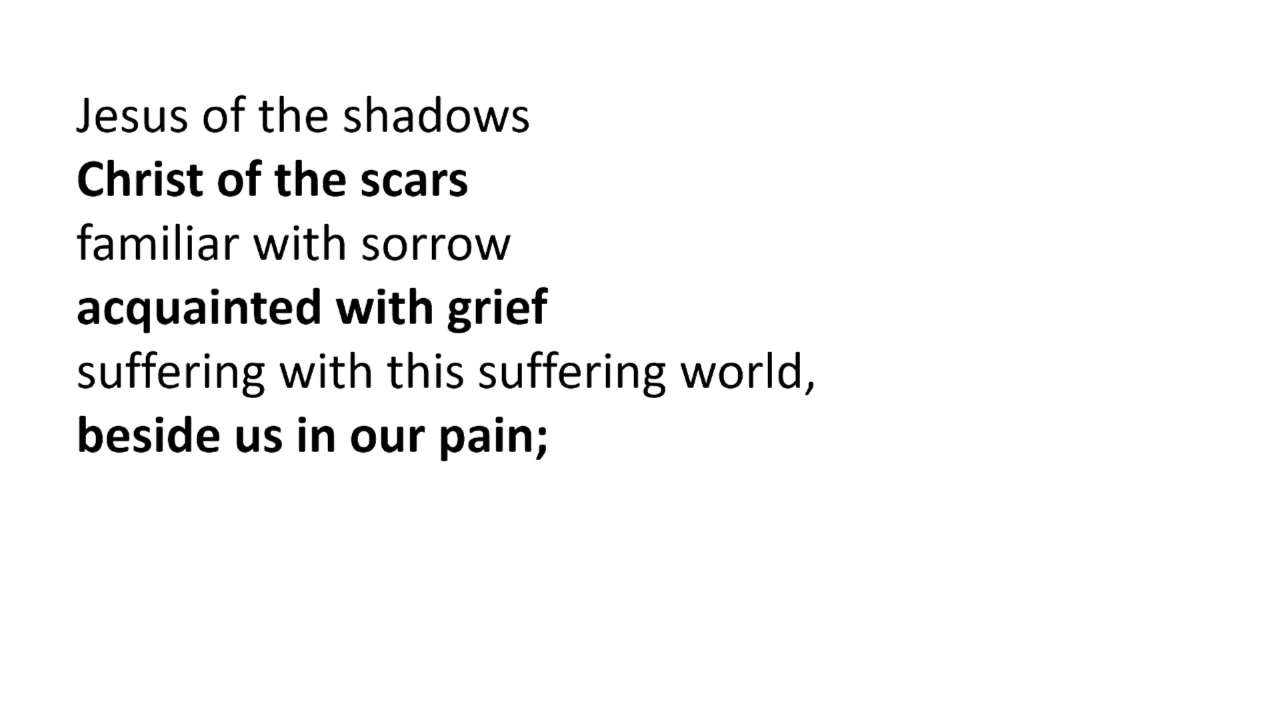 Jesus of the shadows
Christ of the scars
familiar with sorrow
acquainted with grief
suffering with this suffering world,
beside us in our pain;